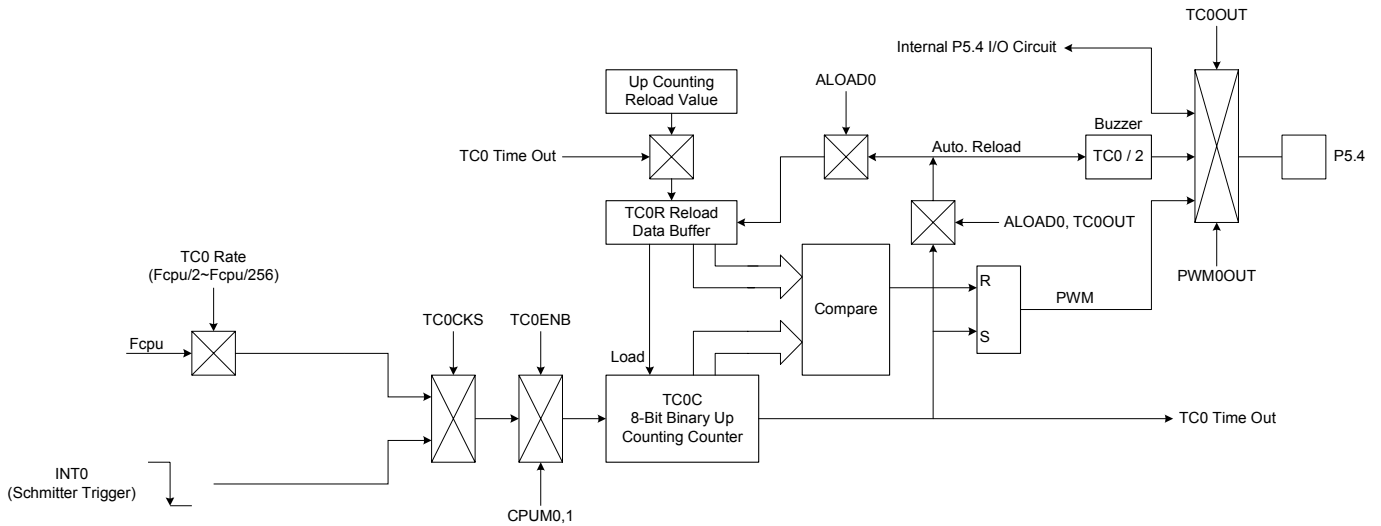 TC0OUT
Internal P5.4 I/O Circuit
Up Counting
Reload Value
ALOAD0
Buzzer
TC0 Time Out
Auto. Reload
TC0 / 2
P5.4
TC0R Reload
Data Buffer
ALOAD0, TC0OUT
TC0 Rate
(Fcpu/2~Fcpu/256)
PWM0OUT
Compare
R
PWM
S
TC0CKS
TC0ENB
Fcpu
Load
TC0C
8-Bit Binary Up
Counting Counter
TC0 Time Out
INT0
(Schmitter Trigger)
CPUM0,1